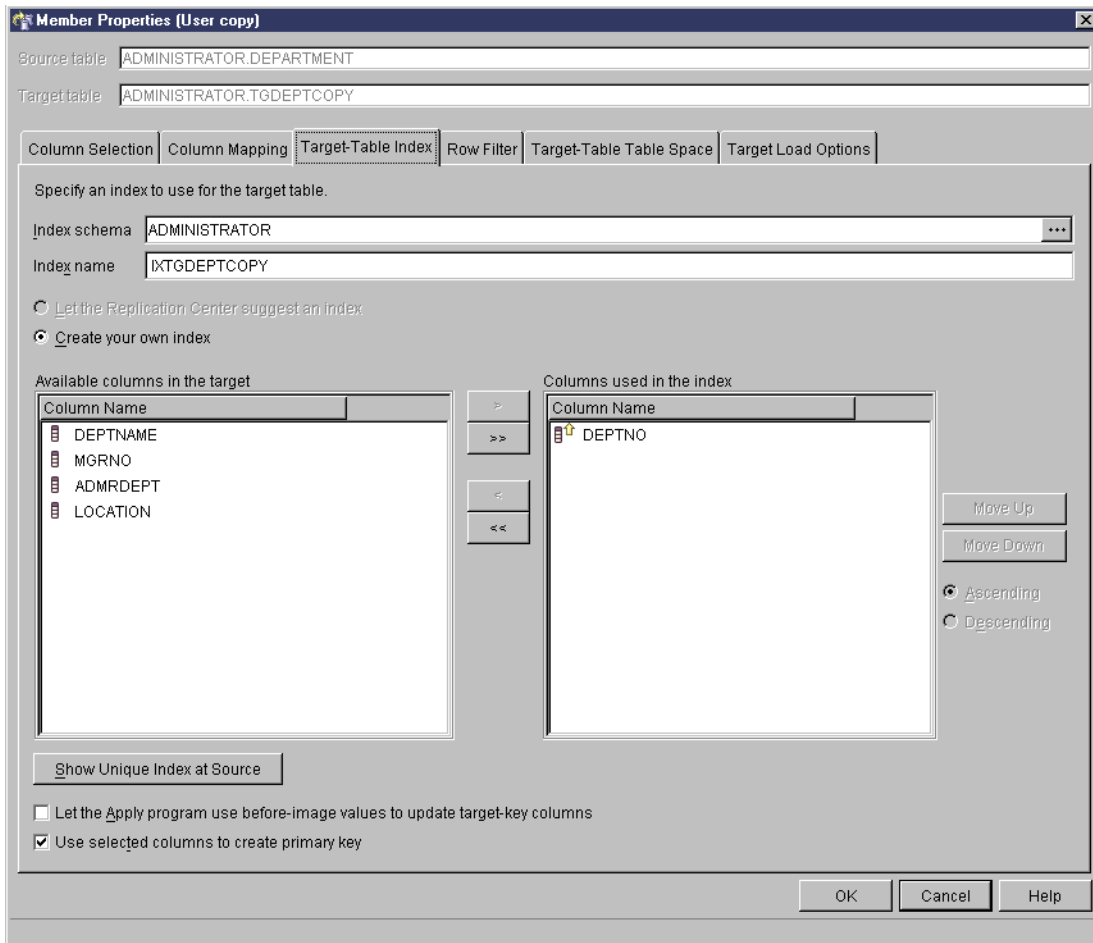 Member Properties (User copy)
Source table ADMINISTRATOR.DEPARTMENT
Target table ADMINISTRATOR.TGDEPTCOPY
Column Selection Column Mapping Target-Table Index Row Filter Target-Table Table Space Target Load Options
Specify an index to use for the target table.
Index schema ADMINISTRATOR ...
Index name IXTGDEPTCOPY
Let the Replication Center suggest an index
Create your own index
Available columns in the target
Column Name
DEPTNAME
MGRNO
ADMRDEPT
LOCATION
>
>>
<
<<
Columns used in the index
Column Name
DEPTNO
Move Up
Move Down
Ascending
Descending
Show Unique Index at Source
Let the Apply program use before-image values to update target-key columns
Use selected columns to create primary key
OK Cancel Help